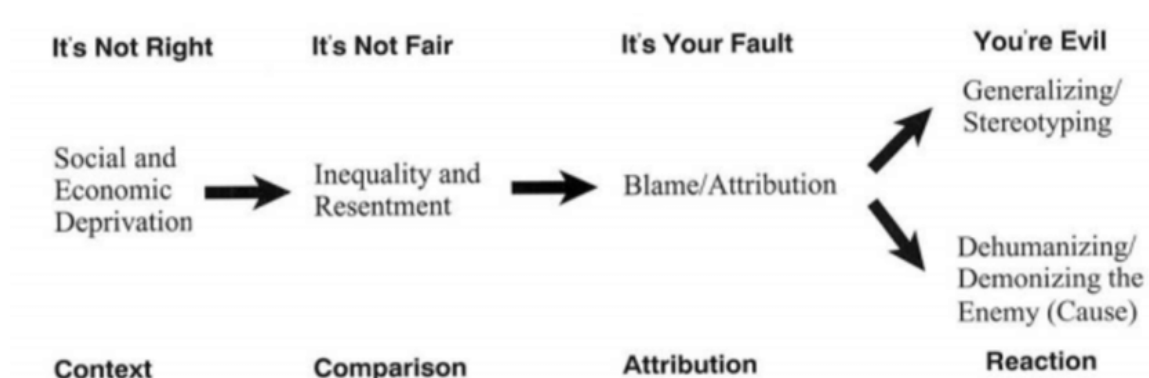 It's Not Right
It's Not Fair
It's Your Fault
You're Evil
Social and
Economic
Deprivation
Inequality and
Resentment
Blame/Attribution
Generalizing/
Stereotyping
Dehumanizing/
Demonizing the
Enemy (Cause)
Context
Comparison
Attribution
Reaction